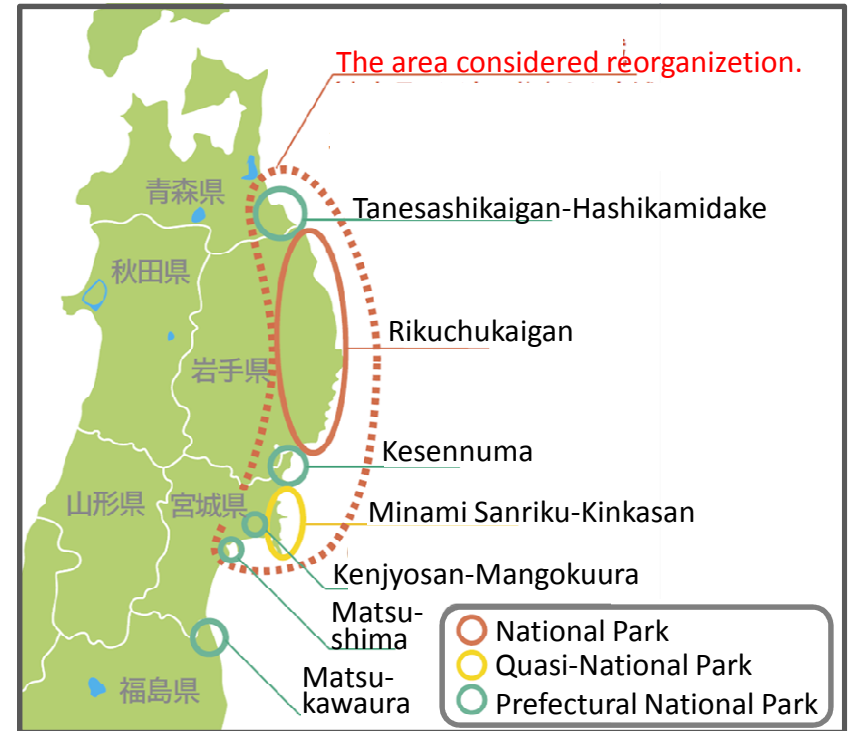 The area considered reorganizetion.
青森県
Tanesashikaigan-Hashikamidake
秋田県
Rikuchukaigan
岩手県
Kesennuma
山形県
宮城県
Minami Sanriku-Kinkasan
Kenjyosan-Mangokuura
Matsu-
shima
Matsu-
kawaura
福島県
National Park
Quasi-National Park
Prefectural National Park